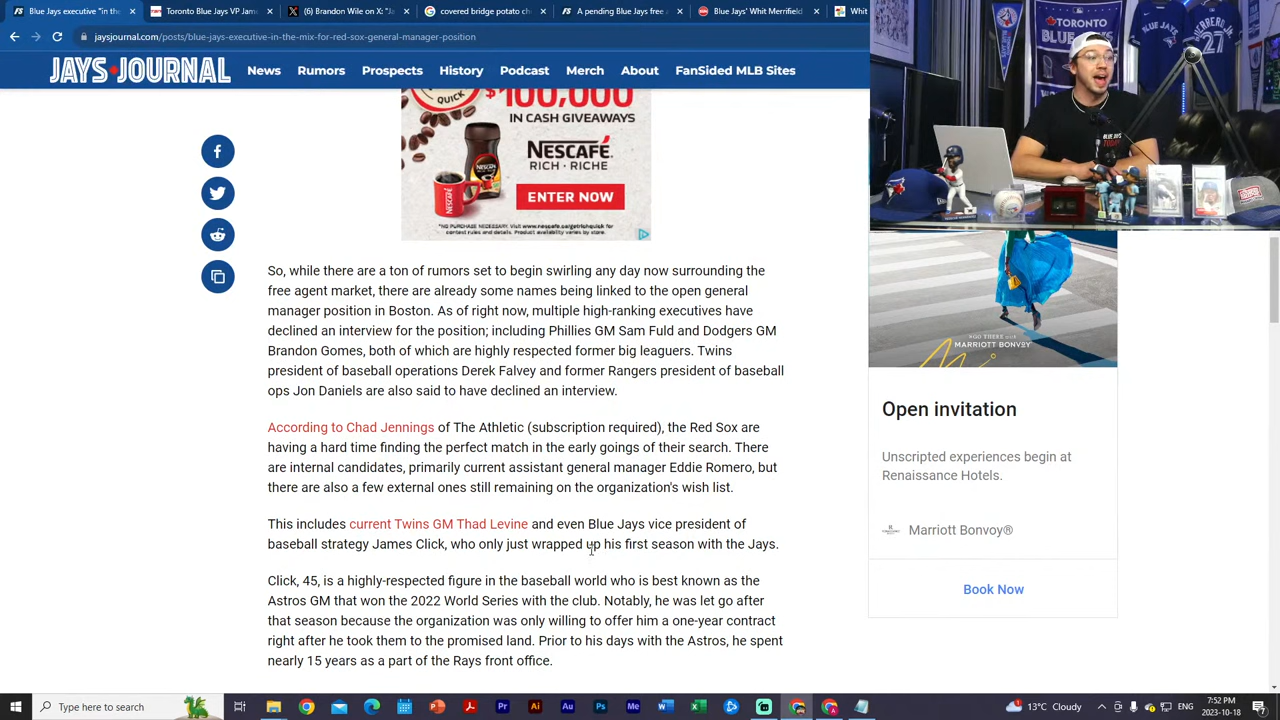 Blue Jays executive "in t
Toronto Blue Jays VP Jam
(6) Brandon Wile on X: "Ja
covered bridge potato ch
A pending Blue Jays free a
Blue Jays' Whit Merrifield
Whit
jaysjournal.com/posts/blue-jays-executive-in-the-mix-for-red-sox-general-manager-position
JAYS JOURNAL
News
Rumors
Prospects
History
Podcast
Merch
About
FanSided MLB Sites
QUICK
$100,000
IN CASH GIVEAWAYS
NESCAFÉ
RICH · RICHE
ENTER NOW
So, while there are a ton of rumors set to begin swirling any day now surrounding the
free agent market, there are already some names being linked to the open general
manager position in Boston. As of right now, multiple high-ranking executives have
declined an interview for the position; including Phillies GM Sam Fuld and Dodgers GM
Brandon Gomes, both of which are highly respected former big leaguers. Twins
president of baseball operations Derek Falvey and former Rangers president of baseball
ops Jon Daniels are also said to have declined an interview.
According to Chad Jennings of The Athletic (subscription required), the Red Sox are
having a hard time finding the perfect match in the early goings of their search. There
are internal candidates, primarily current assistant general manager Eddie Romero, but
there are also a few external ones still remaining on the organization's wish list.
This includes current Twins GM Thad Levine and even Blue Jays vice president of
baseball strategy James Click, who only just wrapped up his first season with the Jays.
Click, 45, is a highly-respected figure in the baseball world who is best known as the
Astros GM that won the 2022 World Series with the club. Notably, he was let go after
that season because the organization was only willing to offer him a one-year contract
right after he took them to the promised land. Prior to his days with the Astros, he spent
nearly 15 years as a part of the Rays front office.
TORONTO
BLUE JAYS
GUERRERO JR.
27
BLUE JAYS
TODAY
MARRIOTT BONVOY
Open invitation
Unscripted experiences begin at
Renaissance Hotels.
Marriott Bonvoy®
Book Now
Type here to search
13°C Cloudy
ENG
7:52 PM
2023-10-18